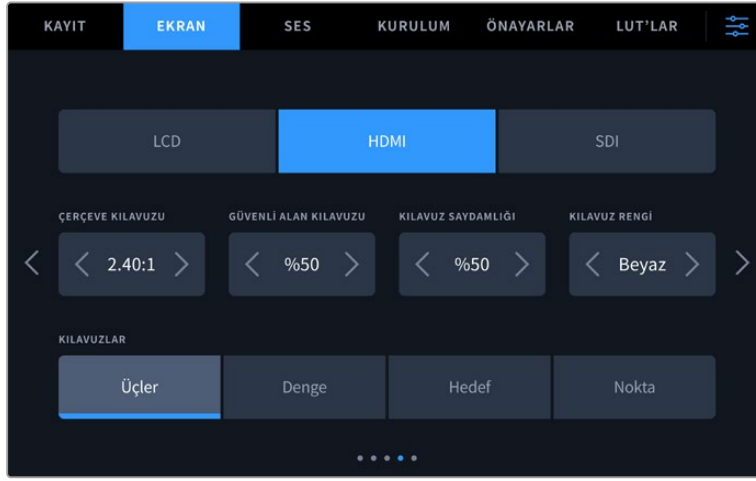 KAYIT EKRAN SES KURULUM ÖNAYARLAR LUT’LAR
LCD HDMI SDI
ÇERÇEVE KILAVUZU GÜVENLİ ALAN KILAVUZU KILAVUZ SAYDAMLIĞI KILAVUZ RENGİ
2.40:1 %50 %50 Beyaz
KILAVUZLAR
Üçler Denge Hedef Nokta